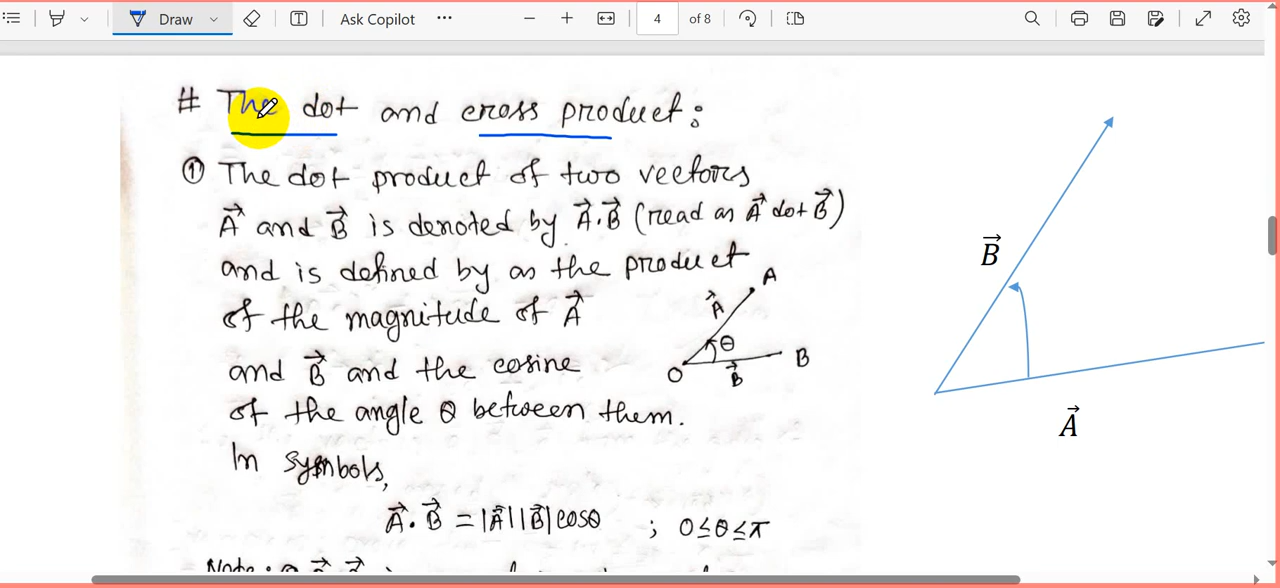 Draw
Ask Copilot
4 of 8
# The dot and cross product:
① The dot product of two vectors
A⃗ and B⃗ is denoted by A⃗.B⃗ (read as A⃗ dot B⃗)
and is defined by as the product
of the magnitude of A⃗
and B⃗ and the cosine
of the angle θ between them.
In symbols,
A⃗.B⃗ = |A⃗||B⃗|cosθ ; 0≤θ≤π
A
A⃗
θ
O
B⃗
B
B⃗
A⃗